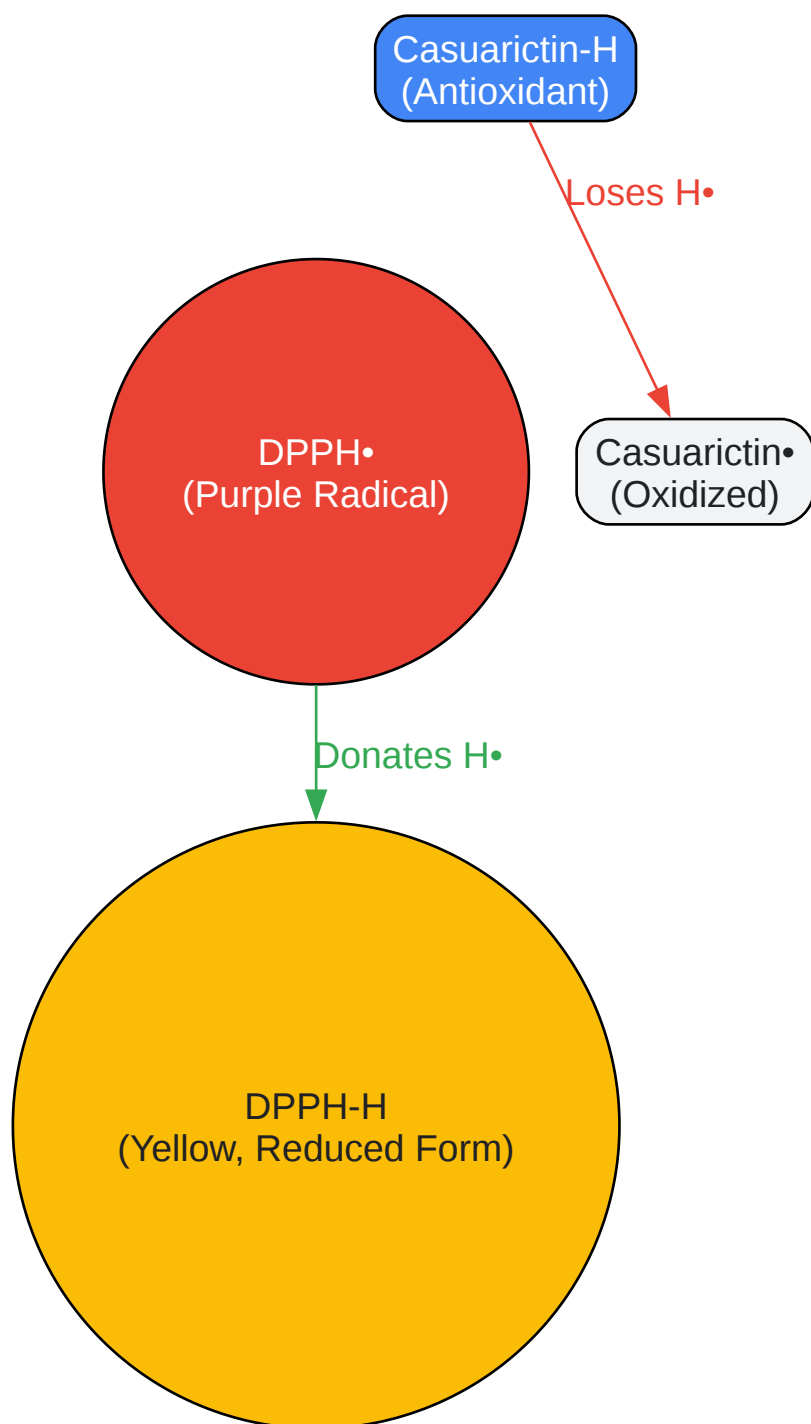 Casuarictin-H
(Antioxidant)
Loses H•
DPPH•
(Purple Radical)
Casuarictin•
(Oxidized)
Donates H•
DPPH-H
(Yellow, Reduced Form)